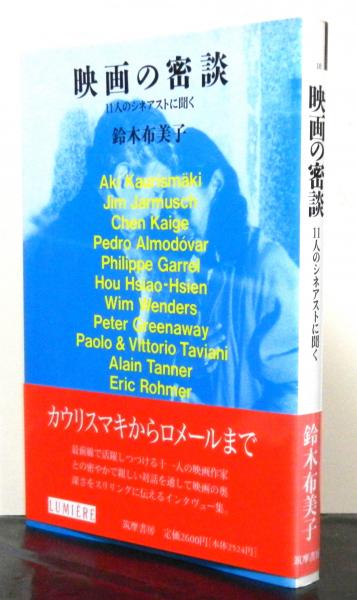 映画の密談
11人のシネアストに聞く
鈴木布美子
Aki Kaurismäki
Jim Jarmusch
Chen Kaige
Pedro Almodóvar
Philippe Garrel
Hou Hsiao-Hsien
Wim Wenders
Peter Greenaway
Paolo & Vittorio Taviani
Alain Tanner
Eric Rohmer
カウリスマキからロメールまで
最前線で活躍しつづける十一人の映画作家
との密やかで親しい対話を通して映画の奥
深さをスリリングに伝えるインタヴュー集。
LUMIÈRE
筑摩書房 定価2600円[本体2524円]
映画の密談
11人のシネアストに聞く
鈴木布美子
筑摩書房